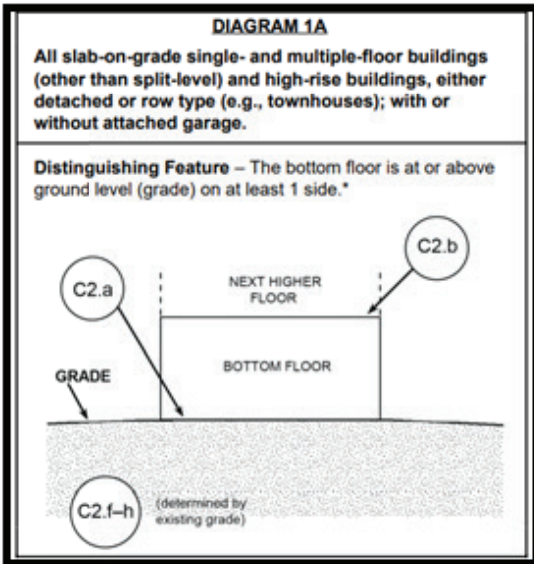 DIAGRAM 1A
All slab-on-grade single- and multiple-floor buildings
(other than split-level) and high-rise buildings, either
detached or row type (e.g., townhouses); with or
without attached garage.
Distinguishing Feature – The bottom floor is at or above
ground level (grade) on at least 1 side.*
C2.b
C2.a
NEXT HIGHER
FLOOR
BOTTOM FLOOR
GRADE
C2.f–h
(determined by
existing grade)